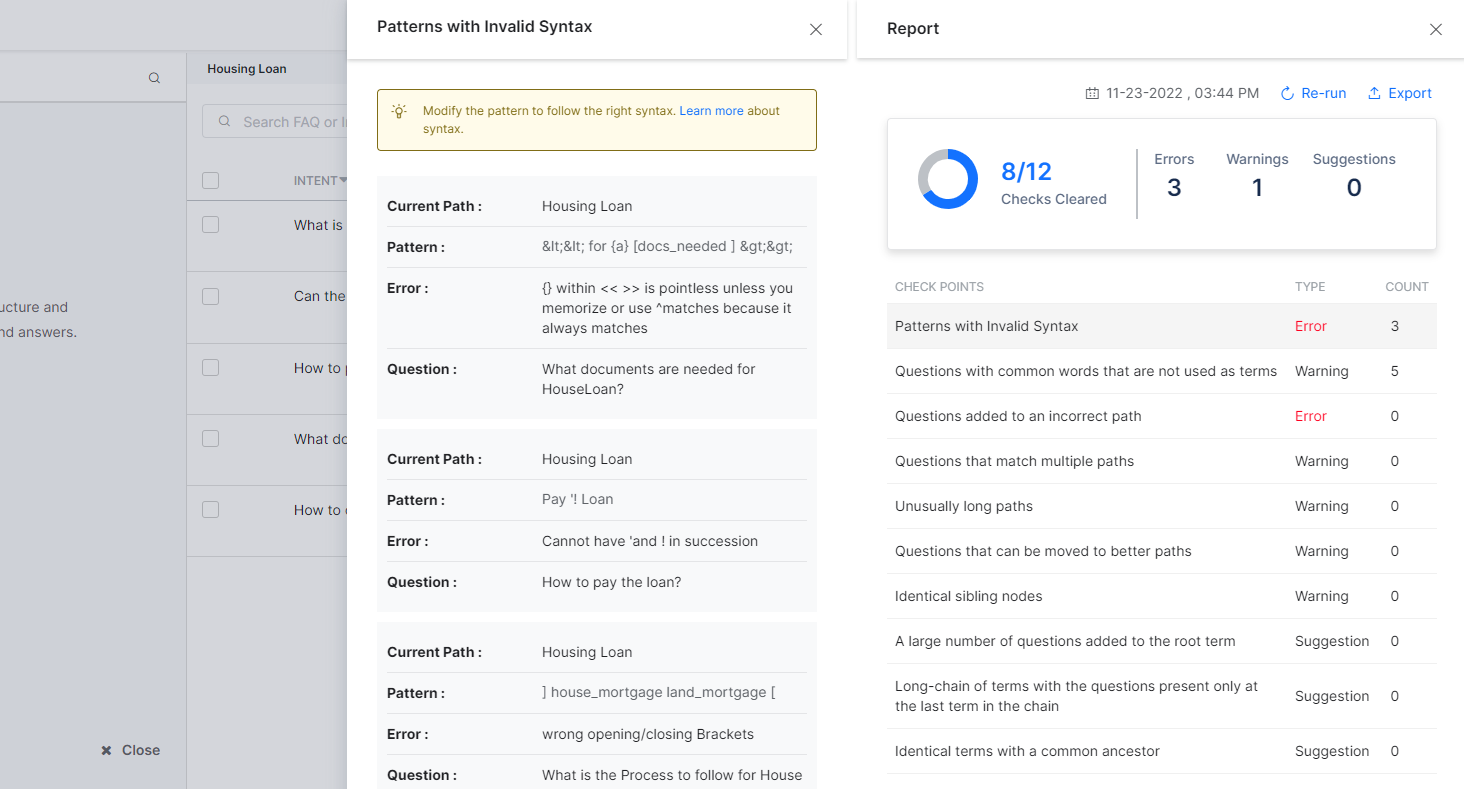 ucture and
nd answers.
Close
Housing Loan
Search FAQ or I
INTENT
What is
Can the
How to
What do
How to
Patterns with Invalid Syntax
Modify the pattern to follow the right syntax. Learn more about
syntax.
Current Path : Housing Loan
Pattern : &lt;&lt; for {a} [docs_needed ] &gt;&gt;
Error : {} within << >> is pointless unless you
memorize or use ^matches because it
always matches
Question : What documents are needed for
HouseLoan?
Current Path : Housing Loan
Pattern : Pay '! Loan
Error : Cannot have 'and ! in succession
Question : How to pay the loan?
Current Path : Housing Loan
Pattern : ] house_mortgage land_mortgage [
Error : wrong opening/closing Brackets
Question : What is the Process to follow for House
Report
11-23-2022 , 03:44 PM Re-run Export
8/12
Checks Cleared
Errors Warnings Suggestions
3 1 0
CHECK POINTS TYPE COUNT
Patterns with Invalid Syntax Error 3
Questions with common words that are not used as terms Warning 5
Questions added to an incorrect path Error 0
Questions that match multiple paths Warning 0
Unusually long paths Warning 0
Questions that can be moved to better paths Warning 0
Identical sibling nodes Warning 0
A large number of questions added to the root term Suggestion 0
Long-chain of terms with the questions present only at
the last term in the chain Suggestion 0
Identical terms with a common ancestor Suggestion 0